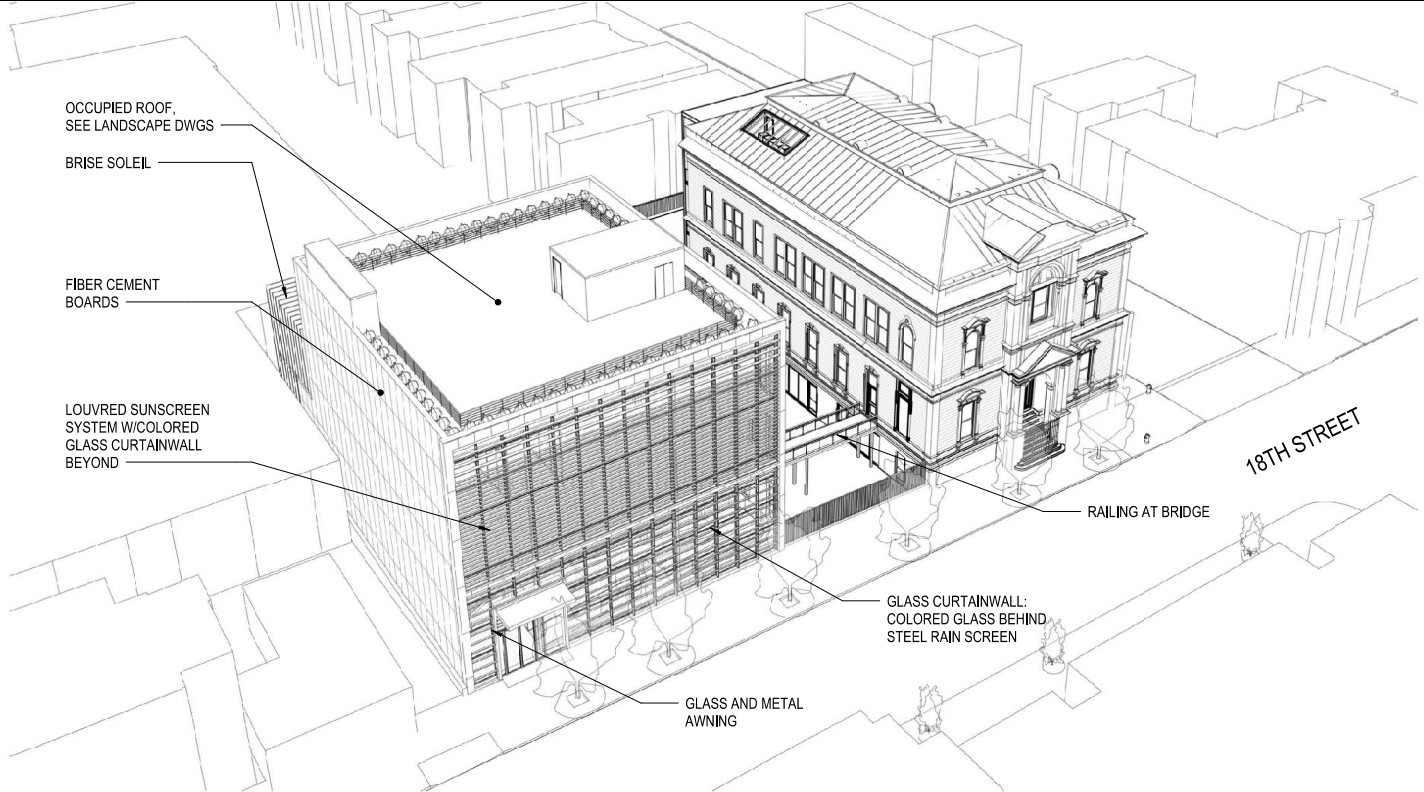 OCCUPIED ROOF,
SEE LANDSCAPE DWGS
BRISE SOLEIL
FIBER CEMENT
BOARDS
LOUVRED SUNSCREEN
SYSTEM W/COLORED
GLASS CURTAINWALL
BEYOND
18TH STREET
RAILING AT BRIDGE
GLASS CURTAINWALL:
COLORED GLASS BEHIND
STEEL RAIN SCREEN
GLASS AND METAL
AWNING